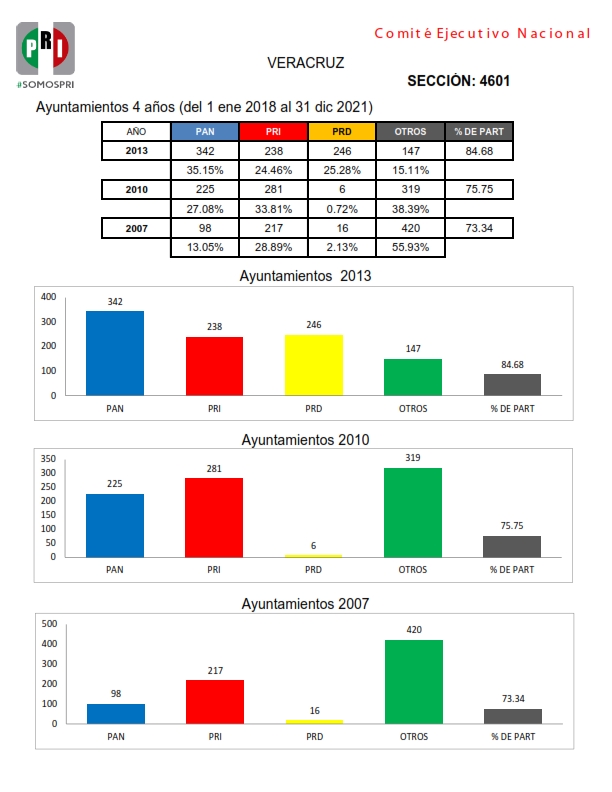 Comité Ejecutivo Nacional
PRI
#SOMOSPRI
VERACRUZ
SECCIÓN: 4601
Ayuntamientos 4 años (del 1 ene 2018 al 31 dic 2021)
AÑO PAN PRI PRD OTROS % DE PART
2013 342 238 246 147 84.68
35.15% 24.46% 25.28% 15.11%
2010 225 281 6 319 75.75
27.08% 33.81% 0.72% 38.39%
2007 98 217 16 420 73.34
13.05% 28.89% 2.13% 55.93%
Ayuntamientos 2013
400
300
200
100
0
342 238 246 147 84.68
PAN PRI PRD OTROS % DE PART
Ayuntamientos 2010
350
300
250
200
150
100
50
0
225 281 6 319 75.75
PAN PRI PRD OTROS % DE PART
Ayuntamientos 2007
500
400
300
200
100
0
98 217 16 420 73.34
PAN PRI PRD OTROS % DE PART